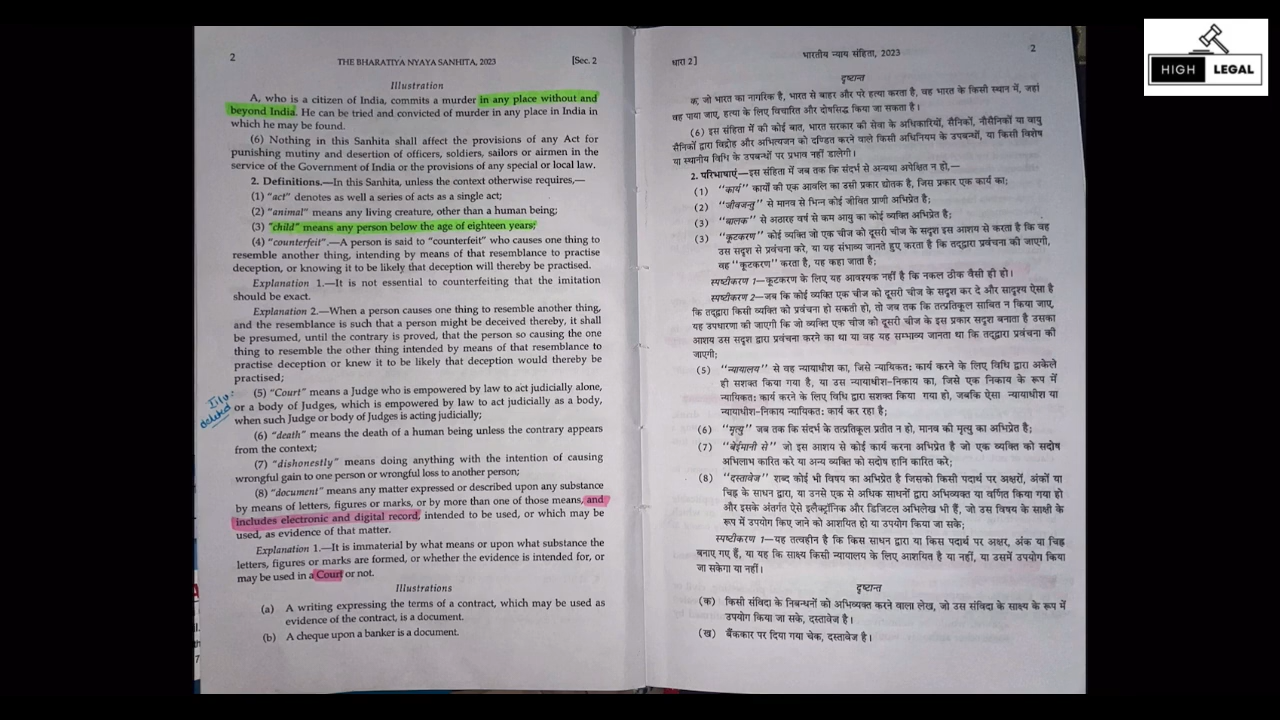 2
THE BHARATIYA NYAYA SANHITA, 2023
[Sec. 2
Illustration
A, who is a citizen of India, commits a murder in any place without and
beyond India. He can be tried and convicted of murder in any place in India in
which he may be found.
(6) Nothing in this Sanhita shall affect the provisions of any Act for
punishing mutiny and desertion of officers, soldiers, sailors or airmen in the
service of the Government of India or the provisions of any special or local law.
2. Definitions.—In this Sanhita, unless the context otherwise requires,—
(1) "act" denotes as well a series of acts as a single act;
(2) "animal" means any living creature, other than a human being;
(3) "child" means any person below the age of eighteen years;
(4) "counterfeit".—A person is said to "counterfeit" who causes one thing to
resemble another thing, intending by means of that resemblance to practise
deception, or knowing it to be likely that deception will thereby be practised.
Explanation 1.—It is not essential to counterfeiting that the imitation
should be exact.
Explanation 2.—When a person causes one thing to resemble another thing,
and the resemblance is such that a person might be deceived thereby, it shall
be presumed, until the contrary is proved, that the person so causing the one
thing to resemble the other thing intended by means of that resemblance to
practise deception or knew it to be likely that deception would thereby be
practised;
Illu.
deleted
(5) "Court" means a Judge who is empowered by law to act judicially alone,
or a body of Judges, which is empowered by law to act judicially as a body,
when such Judge or body of Judges is acting judicially;
(6) "death" means the death of a human being unless the contrary appears
from the context;
(7) "dishonestly" means doing anything with the intention of causing
wrongful gain to one person or wrongful loss to another person;
(8) "document" means any matter expressed or described upon any substance
by means of letters, figures or marks, or by more than one of those means, and
includes electronic and digital record, intended to be used, or which may be
used, as evidence of that matter.
Explanation 1.—It is immaterial by what means or upon what substance the
letters, figures or marks are formed, or whether the evidence is intended for, or
may be used in a Court or not.
Illustrations
(a) A writing expressing the terms of a contract, which may be used as
evidence of the contract, is a document.
(b) A cheque upon a banker is a document.
धारा 2]
भारतीय न्याय संहिता, 2023
2
दृष्टान्त
क, जो भारत का नागरिक है, भारत से बाहर और परे हत्या करता है, वह भारत के किसी स्थान में, जहां
वह पाया जाए, हत्या के लिए विचारित और दोषसिद्ध किया जा सकता है।
(6) इस संहिता में की कोई बात, भारत सरकार की सेवा के अधिकारियों, सैनिकों, नौसैनिकों या वायु
सैनिकों द्वारा विद्रोह और अभित्यजन को दण्डित करने वाले किसी अधिनियम के उपबन्धों, या किसी विशेष
या स्थानीय विधि के उपबन्धों पर प्रभाव नहीं डालेगी।
2. परिभाषाएं—इस संहिता में जब तक कि संदर्भ से अन्यथा अपेक्षित न हो,—
(1) "कार्य" कार्यों की एक आवलि का उसी प्रकार द्योतक है, जिस प्रकार एक कार्य का;
(2) "जीवजन्तु" से मानव से भिन्न कोई जीवित प्राणी अभिप्रेत है;
(3) "बालक" से अठारह वर्ष से कम आयु का कोई व्यक्ति अभिप्रेत है;
(3) "कूटकरण" कोई व्यक्ति जो एक चीज को दूसरी चीज के सदृश इस आशय से करता है कि वह
उस सदृश से प्रवंचना करे, या यह संभाव्य जानते हुए करता है कि तद्द्वारा प्रवंचना की जाएगी,
वह "कूटकरण" करता है, यह कहा जाता है;
स्पष्टीकरण 1—कूटकरण के लिए यह आवश्यक नहीं है कि नकल ठीक वैसी ही हो।
स्पष्टीकरण 2—जब कि कोई व्यक्ति एक चीज को दूसरी चीज के सदृश कर दे और सादृश्य ऐसा है
कि तद्द्वारा किसी व्यक्ति को प्रवंचना हो सकती हो, तो जब तक कि तत्प्रतिकूल साबित न किया जाए,
यह उपधारणा की जाएगी कि जो व्यक्ति एक चीज को दूसरी चीज के इस प्रकार सदृश बनाता है उसका
आशय उस सदृश द्वारा प्रवंचना करने का था या वह यह सम्भाव्य जानता था कि तद्द्वारा प्रवंचना की
जाएगी;
(5) "न्यायालय" से वह न्यायाधीश का, जिसे न्यायिकतः कार्य करने के लिए विधि द्वारा अकेले
ही सशक्त किया गया है, या उस न्यायाधीश-निकाय का, जिसे एक निकाय के रूप में
न्यायिकतः कार्य करने के लिए विधि द्वारा सशक्त किया गया हो, जबकि ऐसा न्यायाधीश या
न्यायाधीश-निकाय न्यायिकतः कार्य कर रहा है;
(6) "मृत्यु" जब तक कि संदर्भ के तत्प्रतिकूल प्रतीत न हो, मानव की मृत्यु का अभिप्रेत है;
(7) "बेईमानी से" जो इस आशय से कोई कार्य करना अभिप्रेत है जो एक व्यक्ति को सदोष
अभिलाभ कारित करे या अन्य व्यक्ति को सदोष हानि कारित करे;
(8) "दस्तावेज" शब्द कोई भी विषय का अभिप्रेत है जिसको किसी पदार्थ पर अक्षरों, अंकों या
चिह्न के साधन द्वारा, या उनसे एक से अधिक साधनों द्वारा अभिव्यक्त या वर्णित किया गया हो
और इसके अंतर्गत ऐसे इलैक्ट्रॉनिक और डिजिटल अभिलेख भी हैं, जो उस विषय के साक्षी के
रूप में उपयोग किए जाने को आशयित हो या उपयोग किया जा सके;
स्पष्टीकरण 1—यह तत्वहीन है कि किस साधन द्वारा या किस पदार्थ पर अक्षर, अंक या चिह्न
बनाए गए हैं, या यह कि साक्ष्य किसी न्यायालय के लिए आशयित है या नहीं, या उसमें उपयोग किया
जा सकेगा या नहीं।
दृष्टान्त
(क) किसी संविदा के निबन्धनों को अभिव्यक्त करने वाला लेख, जो उस संविदा के साक्ष्य के रूप में
उपयोग किया जा सके, दस्तावेज है।
(ख) बैंककार पर दिया गया चेक, दस्तावेज है।
HIGH LEGAL